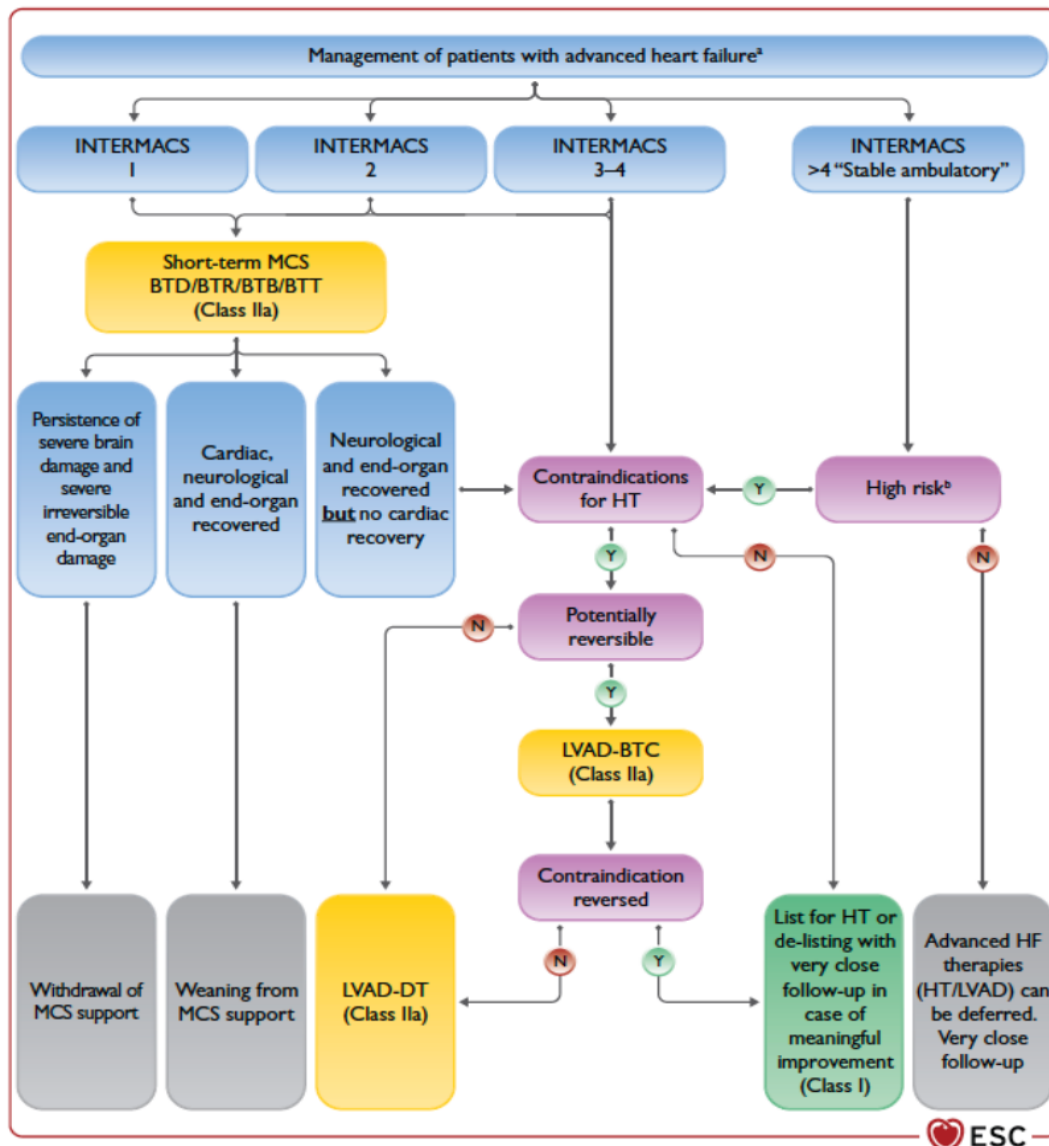 Management of patients with advanced heart failureᵃ
INTERMACS
1
INTERMACS
2
INTERMACS
3–4
INTERMACS
>4 “Stable ambulatory”
Short-term MCS
BTD/BTR/BTB/BTT
(Class IIa)
Persistence of
severe brain
damage and
severe
irreversible
end-organ
damage
Cardiac,
neurological
and end-organ
recovered
Neurological
and end-organ
recovered
but no cardiac
recovery
Contraindications
for HT
Y
High riskᵇ
Y
N
N
N
Potentially
reversible
Y
LVAD-BTC
(Class IIa)
Contraindication
reversed
N
Y
Withdrawal of
MCS support
Weaning from
MCS support
LVAD-DT
(Class IIa)
List for HT or
de-listing with
very close
follow-up in
case of
meaningful
improvement
(Class I)
Advanced HF
therapies
(HT/LVAD) can
be deferred.
Very close
follow-up
ESC